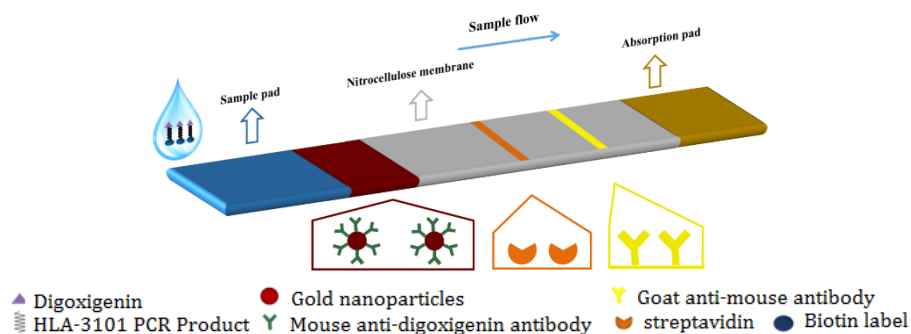 Sample flow
Absorption pad
Nitrocellulose membrane
Sample pad
Digoxigenin
Gold nanoparticles
Goat anti-mouse antibody
HLA-3101 PCR Product
Mouse anti-digoxigenin antibody
streptavidin
Biotin label